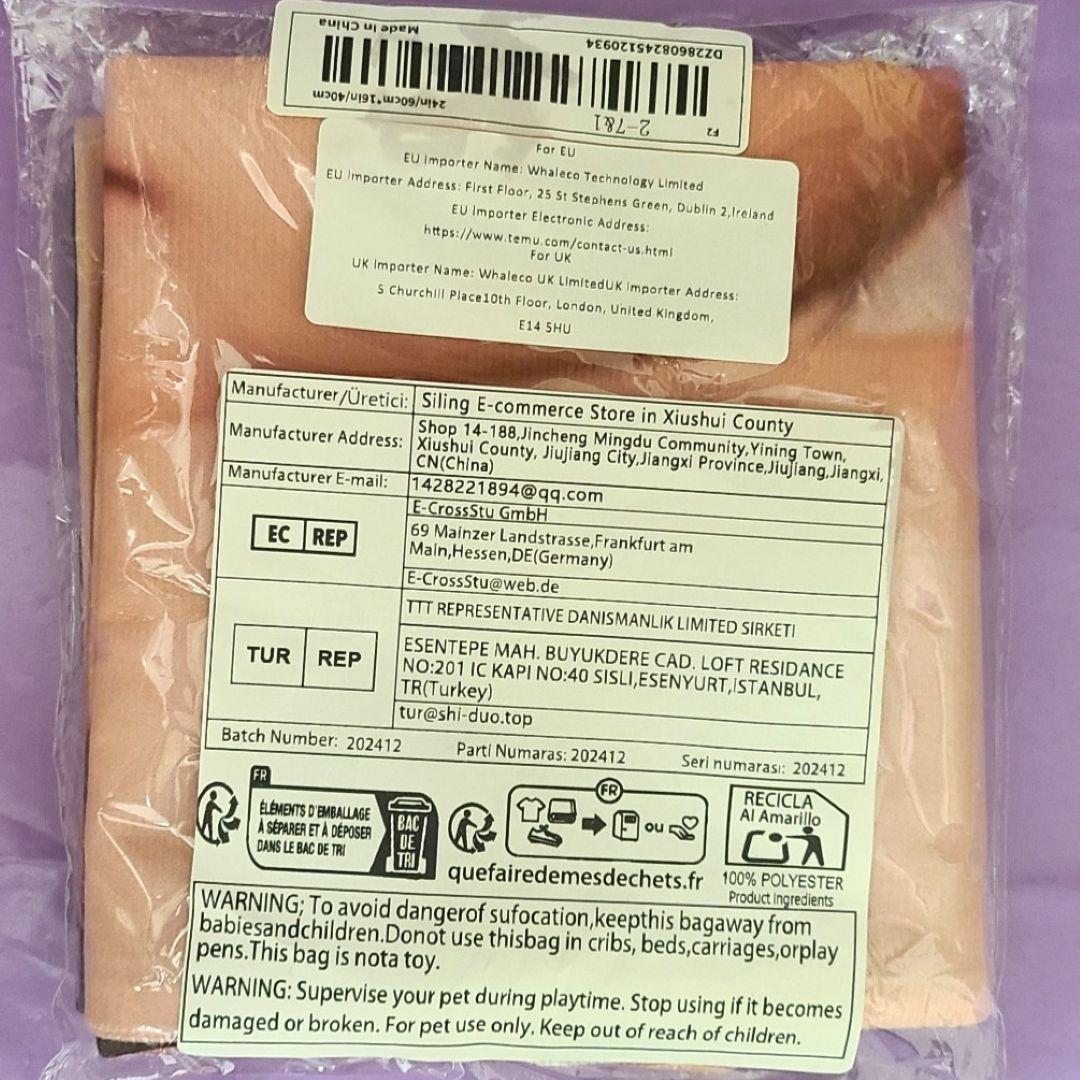 Made in China
DZ2860824512934
24in/60cm*16in/40cm
2-7&1
F2
For EU
EU Importer Name: Whaleco Technology Limited
EU Importer Address: First Floor, 25 St Stephens Green, Dublin 2,Ireland
EU Importer Electronic Address:
https://www.temu.com/contact-us.html
For UK
UK Importer Name: Whaleco UK LimitedUK Importer Address:
5 Churchill Place10th Floor, London, United Kingdom,
E14 5HU
Manufacturer/Üretici: Siling E-commerce Store in Xiushui County
Manufacturer Address: Shop 14-188,Jincheng Mingdu Community,Yining Town,
Xiushui County, Jiujiang City,Jiangxi Province,Jiujiang,Jiangxi,
CN(China)
Manufacturer E-mail: 1428221894@qq.com
EC REP
E-CrossStu GmbH
69 Mainzer Landstrasse,Frankfurt am
Main,Hessen,DE(Germany)
E-CrossStu@web.de
TUR REP
TTT REPRESENTATIVE DANISMANLIK LIMITED SIRKETI
ESENTEPE MAH. BUYUKDERE CAD. LOFT RESIDANCE
NO:201 IC KAPI NO:40 SISLI,ESENYURT,İSTANBUL,
TR(Turkey)
tur@shi-duo.top
Batch Number: 202412 Parti Numaras: 202412 Seri numarası: 202412
FR
ÉLÉMENTS D'EMBALLAGE
À SÉPARER ET À DÉPOSER
DANS LE BAC DE TRI
BAC
DE
TRI
FR
ou
quefairedemesdechets.fr
RECICLA
Al Amarillo
100% POLYESTER
Product Ingredients
WARNING; To avoid dangerof sufocation,keepthis bagaway from
babiesandchildren.Donot use thisbag in cribs, beds,carriages,orplay
pens.This bag is nota toy.
WARNING: Supervise your pet during playtime. Stop using if it becomes
damaged or broken. For pet use only. Keep out of reach of children.